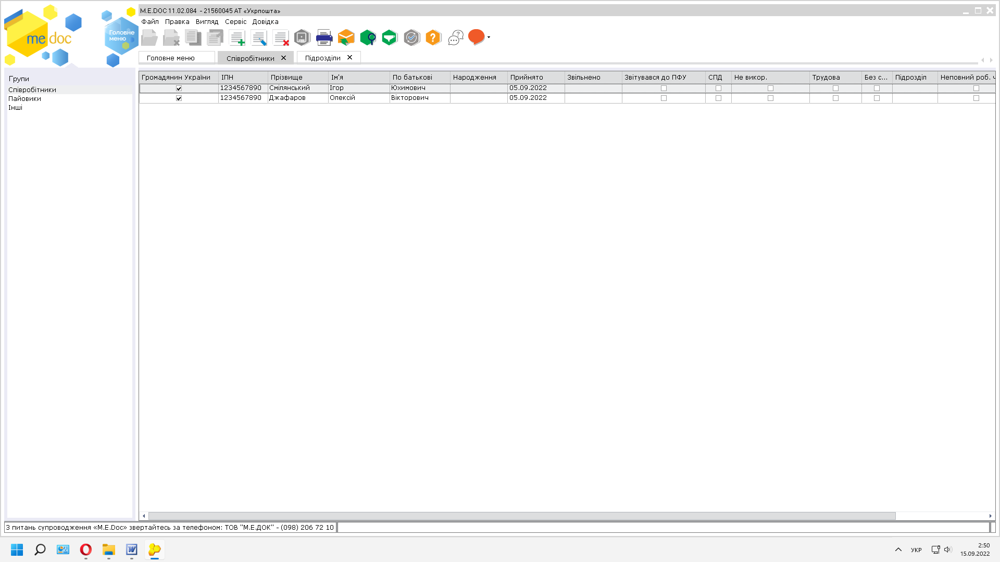 M.E.DOC 11.02.084 - 21560045 АТ «Укрпошта»
me doc
Головне меню
Файл Правка Вигляд Сервіс Довідка
Головне меню Співробітники Підрозділи
Групи
Співробітники
Пайовики
Інші
Громадянин України ІПН Прізвище Ім'я По батькові Народження Прийнято Звільнено Звітувався до ПФУ СПД Не викор. Трудова Без с... Підрозділ Неповний роб. ч
1234567890 Смілянський Ігор Юхимович 05.09.2022
1234567890 Джафаров Олексій Вікторович 05.09.2022
З питань супроводження «M.E.Doc» звертайтесь за телефоном: ТОВ "М.Е.ДОК" - (098) 206 72 10
УКР
2:50
15.09.2022